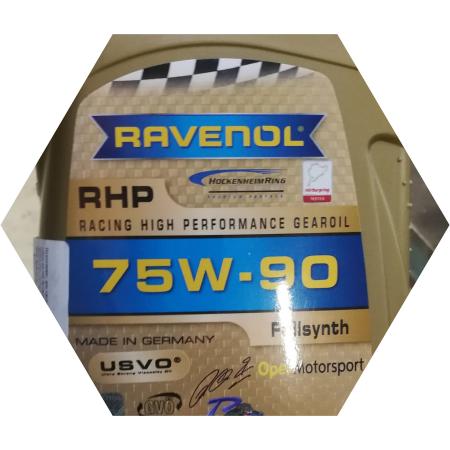 RAVENOL®
HOCKENHEIMRING
RHP
RACING HIGH PERFORMANCE GEAROIL
75W-90
Fullsynth
MADE IN GERMANY
USVO®
Opel Motorsport